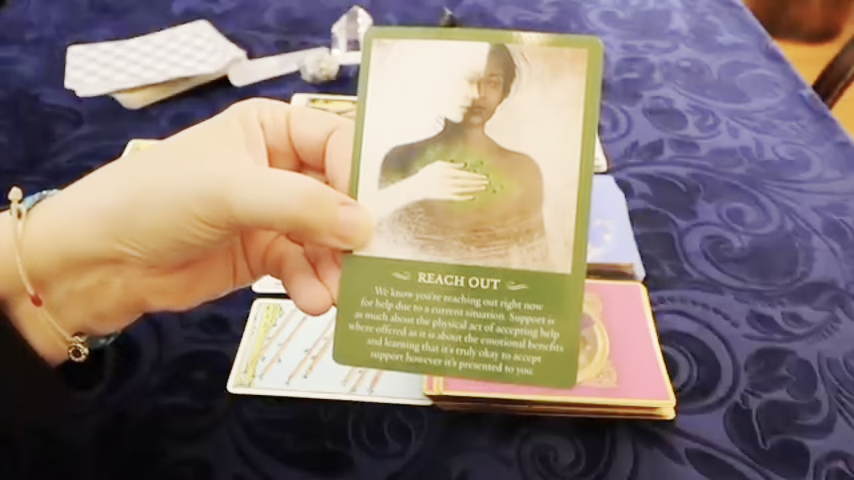 REACH OUT
We know you're reaching out right now
for help due to a current situation. Support is
as much about the physical act of accepting help
where offered as it is about the emotional benefits
and learning that it's truly okay to accept
support however it's presented to you.